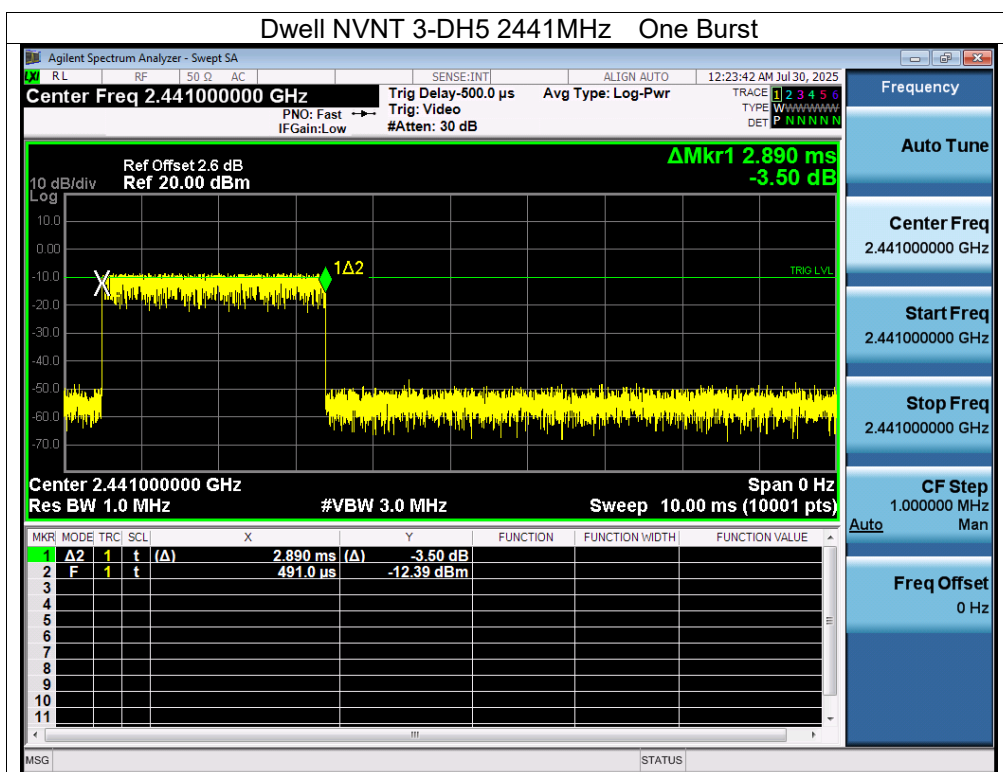 Dwell NVNT 3-DH5 2441MHz One Burst
Agilent Spectrum Analyzer - Swept SA
LXI RL RF 50 Ω AC SENSE:INT ALIGN AUTO 12:23:42 AM Jul 30, 2025
Center Freq 2.441000000 GHz
PNO: Fast
IFGain:Low
Trig Delay-500.0 µs
Trig: Video
#Atten: 30 dB
Avg Type: Log-Pwr
TRACE 1 2 3 4 5 6
TYPE WWWWWW
DET P N N N N N
Ref Offset 2.6 dB
Ref 20.00 dBm
10 dB/div
Log
ΔMkr1 2.890 ms
-3.50 dB
10.0
0.00
-10.0
-20.0
-30.0
-40.0
-50.0
-60.0
-70.0
X
1Δ2
TRIG LVL
Center 2.441000000 GHz Span 0 Hz
Res BW 1.0 MHz #VBW 3.0 MHz Sweep 10.00 ms (10001 pts)
MKR MODE TRC SCL X Y FUNCTION FUNCTION WIDTH FUNCTION VALUE
1 Δ2 1 t (Δ) 2.890 ms (Δ) -3.50 dB
2 F 1 t 491.0 µs -12.39 dBm
3
4
5
6
7
8
9
10
11
MSG STATUS
Frequency
Auto Tune
Center Freq
2.441000000 GHz
Start Freq
2.441000000 GHz
Stop Freq
2.441000000 GHz
CF Step
1.000000 MHz
Auto Man
Freq Offset
0 Hz